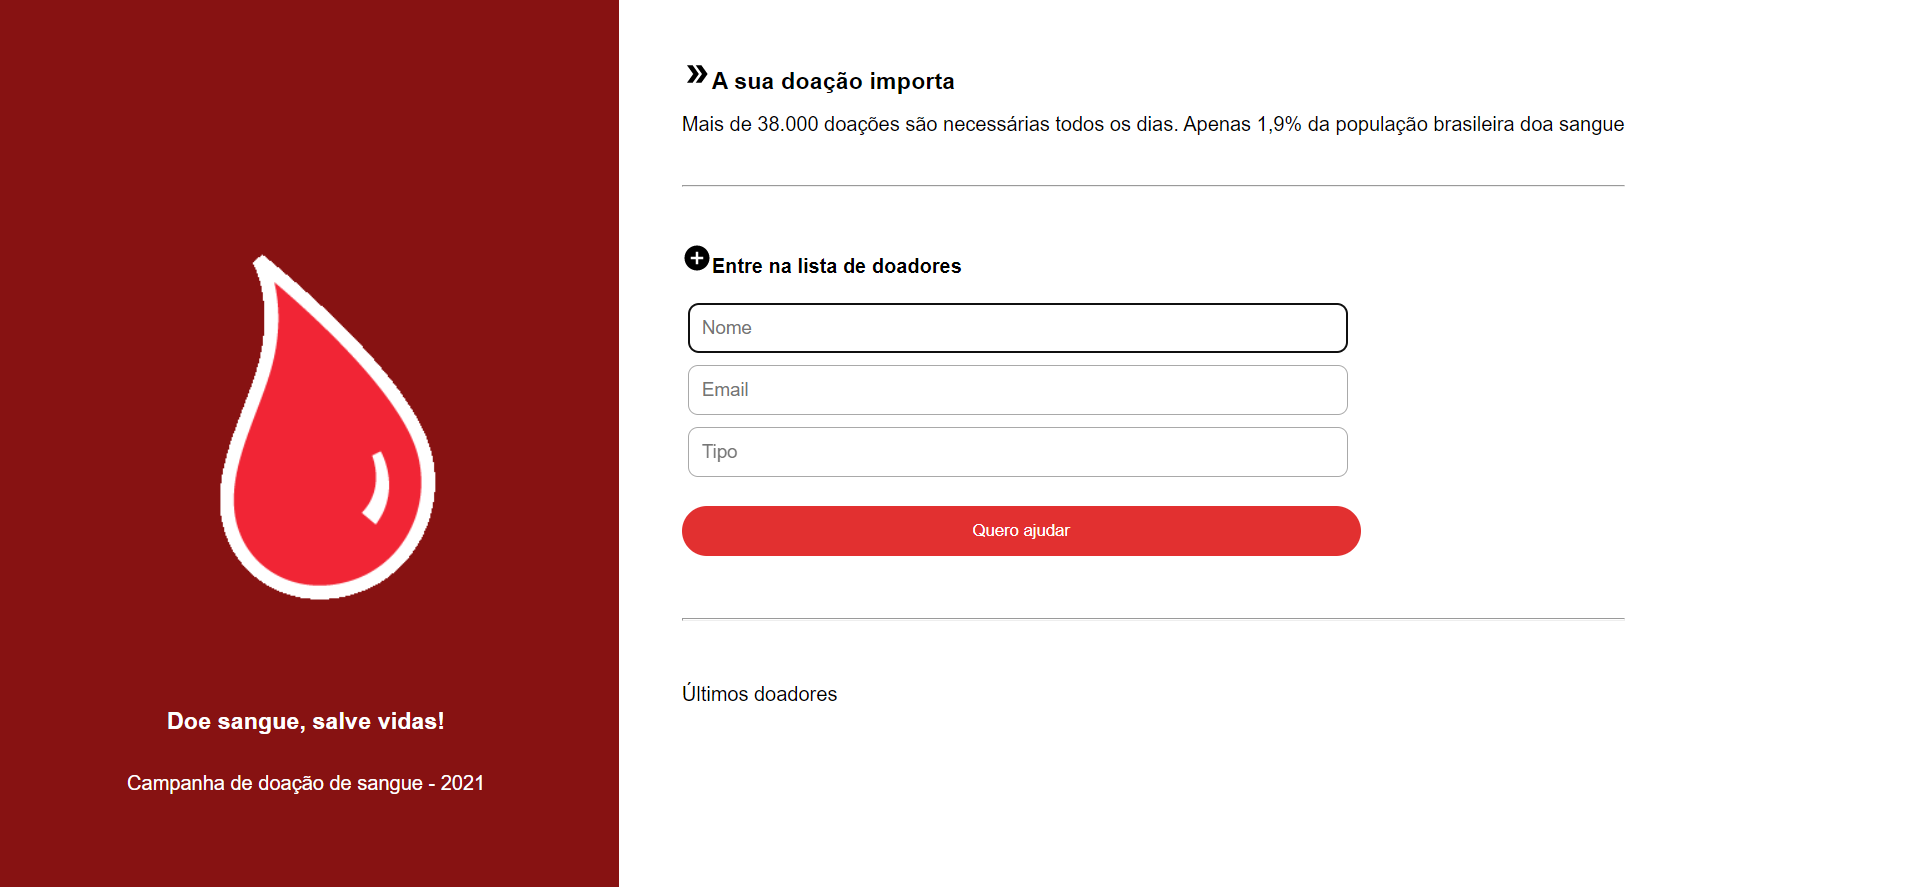 Doe sangue, salve vidas!
Campanha de doação de sangue - 2021
A sua doação importa
Mais de 38.000 doações são necessárias todos os dias. Apenas 1,9% da população brasileira doa sangue
Entre na lista de doadores
Nome
Email
Tipo
Quero ajudar
Últimos doadores